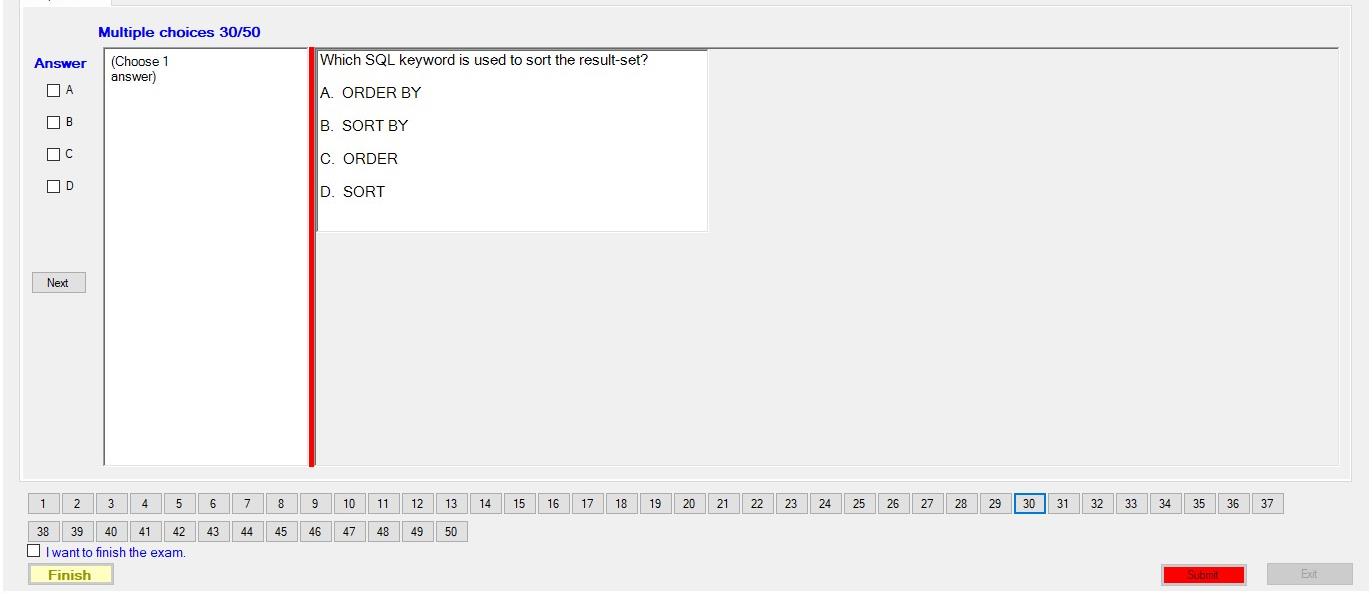 Multiple choices 30/50
Answer
(Choose 1
answer)
A
B
C
D
Next
Which SQL keyword is used to sort the result-set?
A. ORDER BY
B. SORT BY
C. ORDER
D. SORT
1 2 3 4 5 6 7 8 9 10 11 12 13 14 15 16 17 18 19 20 21 22 23 24 25 26 27 28 29 30 31 32 33 34 35 36 37
38 39 40 41 42 43 44 45 46 47 48 49 50
I want to finish the exam.
Finish
Submit
Exit